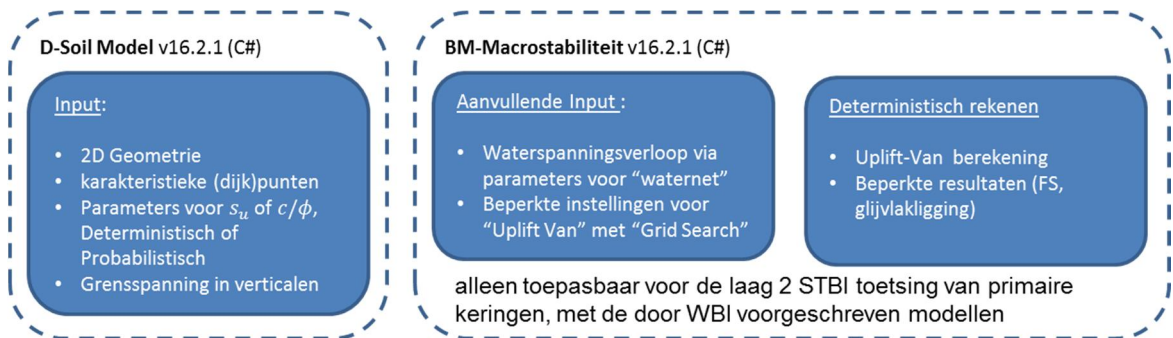 D-Soil Model v16.2.1 (C#)
Input:
• 2D Geometrie
• karakteristieke (dijk)punten
• Parameters voor s_u of c/ϕ,
Deterministisch of
Probabilistisch
• Grensspanning in verticalen
BM-Macrostabiliteit v16.2.1 (C#)
Aanvullende Input :
• Waterspanningsverloop via
parameters voor “waternet”
• Beperkte instellingen voor
“Uplift Van” met “Grid Search”
Deterministisch rekenen
• Uplift-Van berekening
• Beperkte resultaten (FS,
glijvlakligging)
alleen toepasbaar voor de laag 2 STBI toetsing van primaire
keringen, met de door WBI voorgeschreven modellen